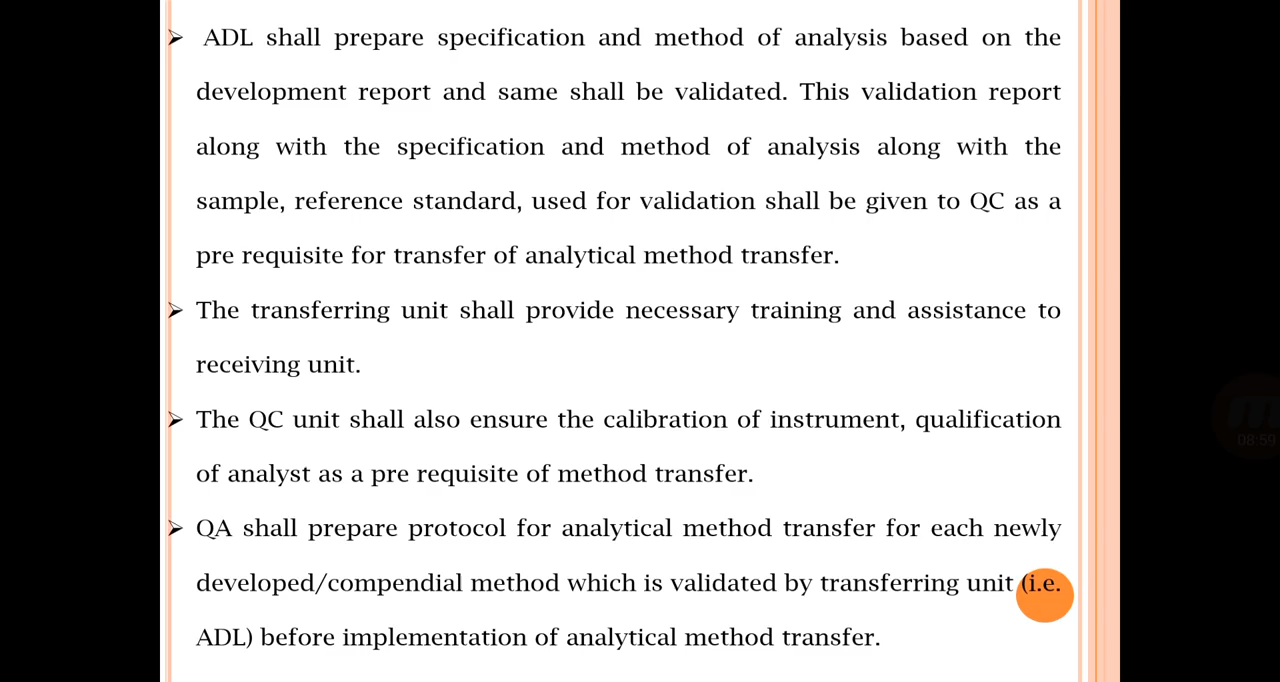 ➢ ADL shall prepare specification and method of analysis based on the
development report and same shall be validated. This validation report
along with the specification and method of analysis along with the
sample, reference standard, used for validation shall be given to QC as a
pre requisite for transfer of analytical method transfer.
➢ The transferring unit shall provide necessary training and assistance to
receiving unit.
➢ The QC unit shall also ensure the calibration of instrument, qualification
of analyst as a pre requisite of method transfer.
➢ QA shall prepare protocol for analytical method transfer for each newly
developed/compendial method which is validated by transferring unit (i.e.
ADL) before implementation of analytical method transfer.
08:59